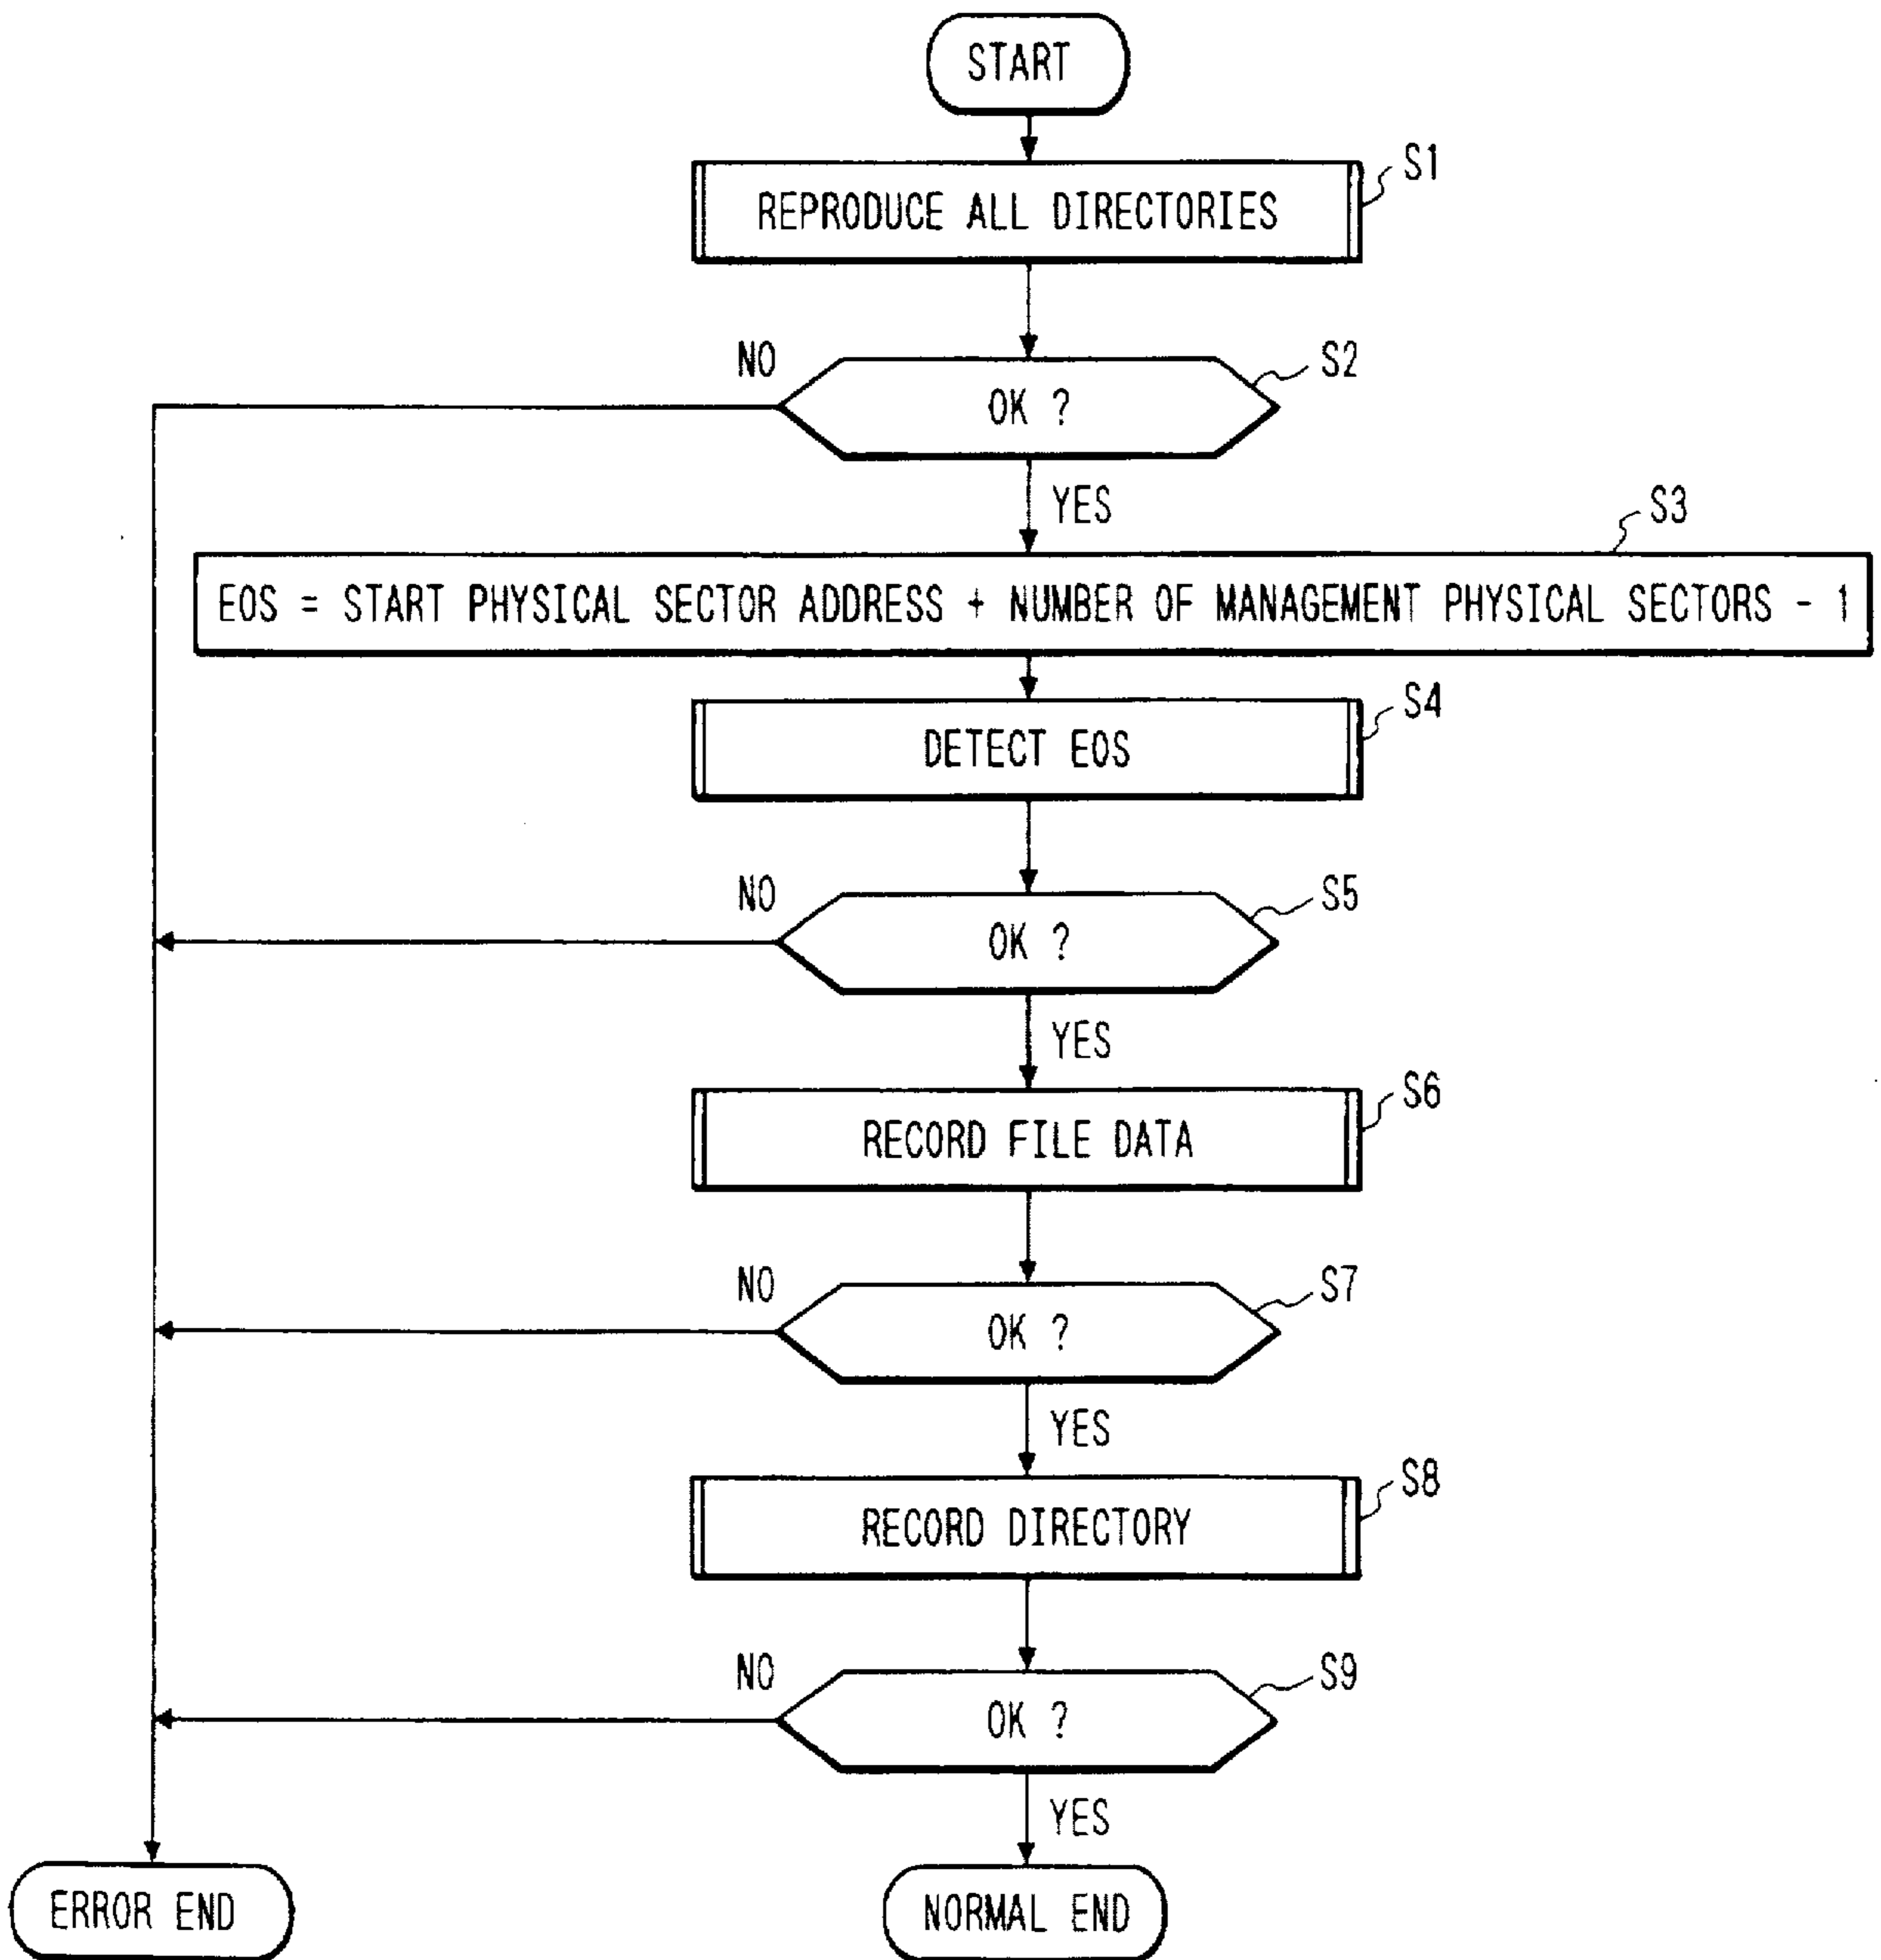 START
REPRODUCE ALL DIRECTORIES
S1
NO
OK ?
S2
YES
S3
EOS = START PHYSICAL SECTOR ADDRESS + NUMBER OF MANAGEMENT PHYSICAL SECTORS - 1
DETECT EOS
S4
NO
OK ?
S5
YES
RECORD FILE DATA
S6
NO
OK ?
S7
YES
RECORD DIRECTORY
S8
NO
OK ?
S9
YES
ERROR END
NORMAL END